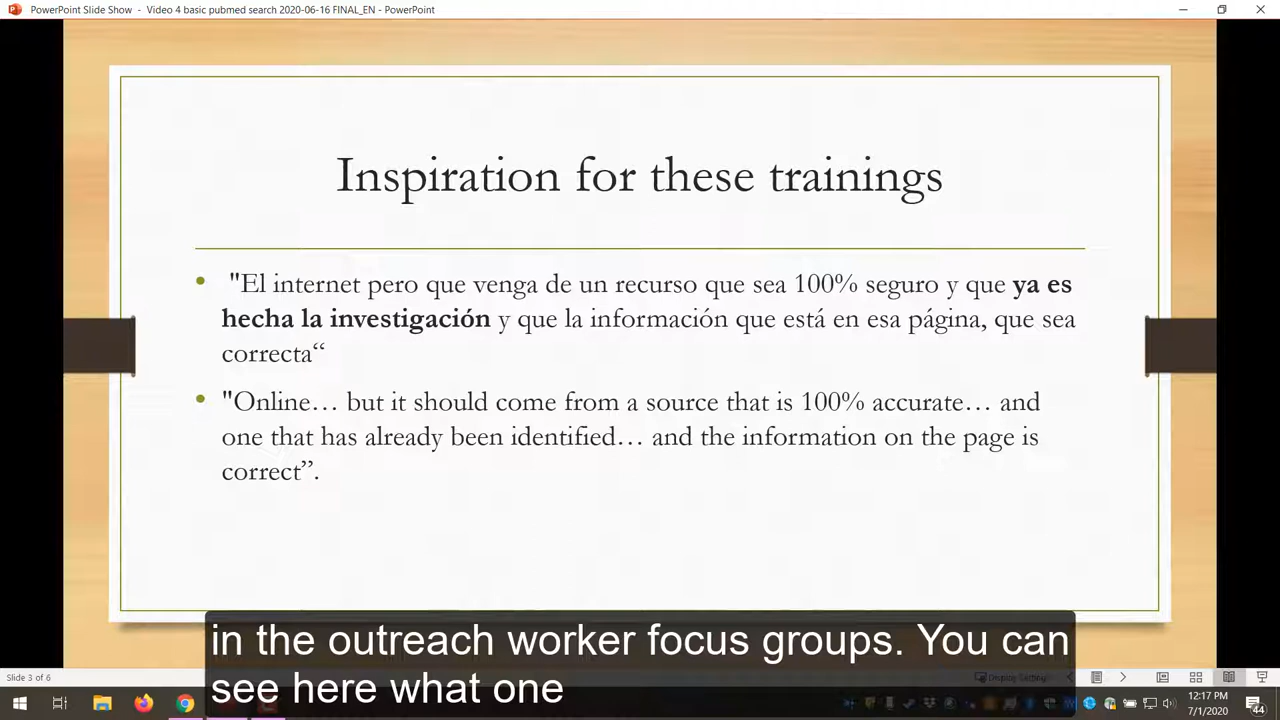 PowerPoint Slide Show - Video 4 basic pubmed search 2020-06-16 FINAL_EN - PowerPoint
Inspiration for these trainings
• "El internet pero que venga de un recurso que sea 100% seguro y que ya es
hecha la investigación y que la información que está en esa página, que sea
correcta“
• "Online… but it should come from a source that is 100% accurate… and
one that has already been identified… and the information on the page is
correct”.
in the outreach worker focus groups. You can
see here what one
Slide 3 of 6
Display Settings
12:17 PM
7/1/2020
44